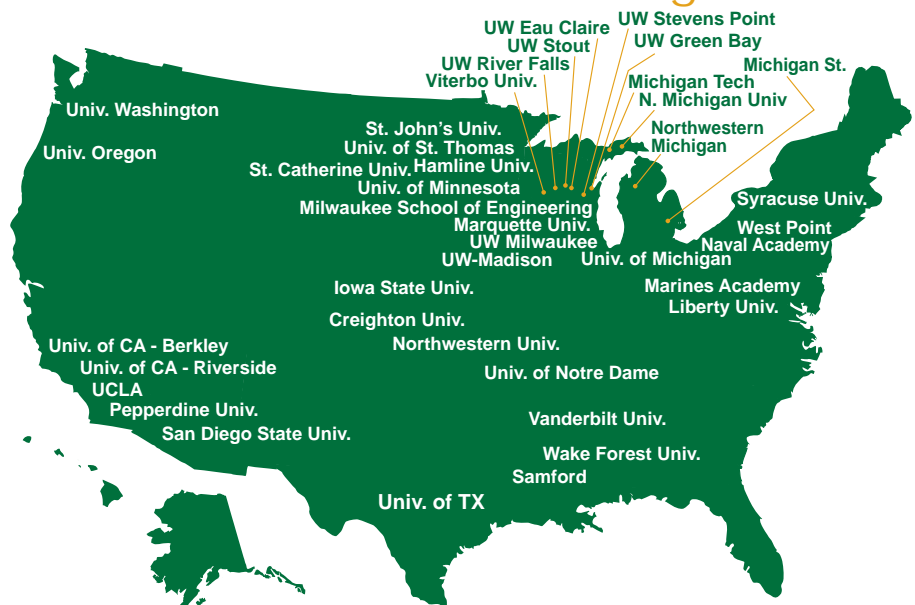 UW Stevens Point
UW Eau Claire
UW Green Bay
UW Stout
UW River Falls
Michigan St.
Viterbo Univ.
Michigan Tech
N. Michigan Univ
Northwestern
Michigan
Univ. Washington
St. John's Univ.
Univ. Oregon
Univ. of St. Thomas
St. Catherine Univ.
Hamline Univ.
Univ. of Minnesota
Milwaukee School of Engineering
Marquette Univ.
UW Milwaukee
UW-Madison
Univ. of Michigan
Syracuse Univ.
West Point
Naval Academy
Marines Academy
Liberty Univ.
Iowa State Univ.
Creighton Univ.
Northwestern Univ.
Univ. of Notre Dame
Univ. of CA - Berkley
Univ. of CA - Riverside
UCLA
Pepperdine Univ.
San Diego State Univ.
Vanderbilt Univ.
Wake Forest Univ.
Samford
Univ. of TX